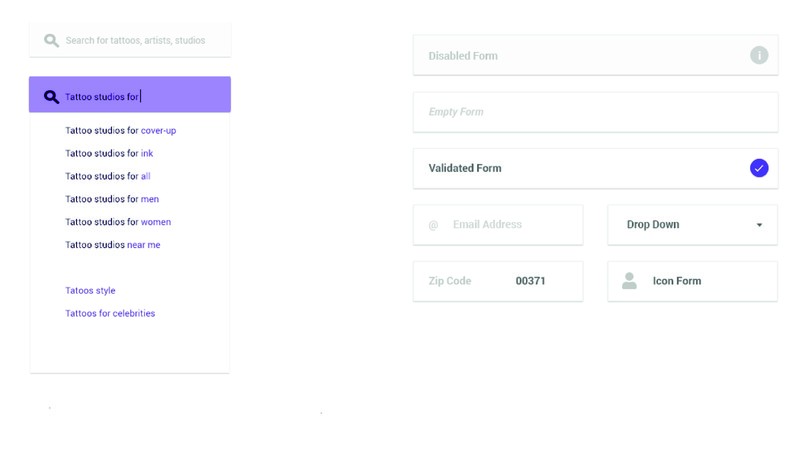 Search for tattoos, artists, studios
Tattoo studios for
Tattoo studios for cover-up
Tattoo studios for ink
Tattoo studios for all
Tattoo studios for men
Tattoo studios for women
Tattoo studios near me
Tatoos style
Tattoos for celebrities
Disabled Form
i
Empty Form
Validated Form
@ Email Address
Drop Down
Zip Code 00371
Icon Form